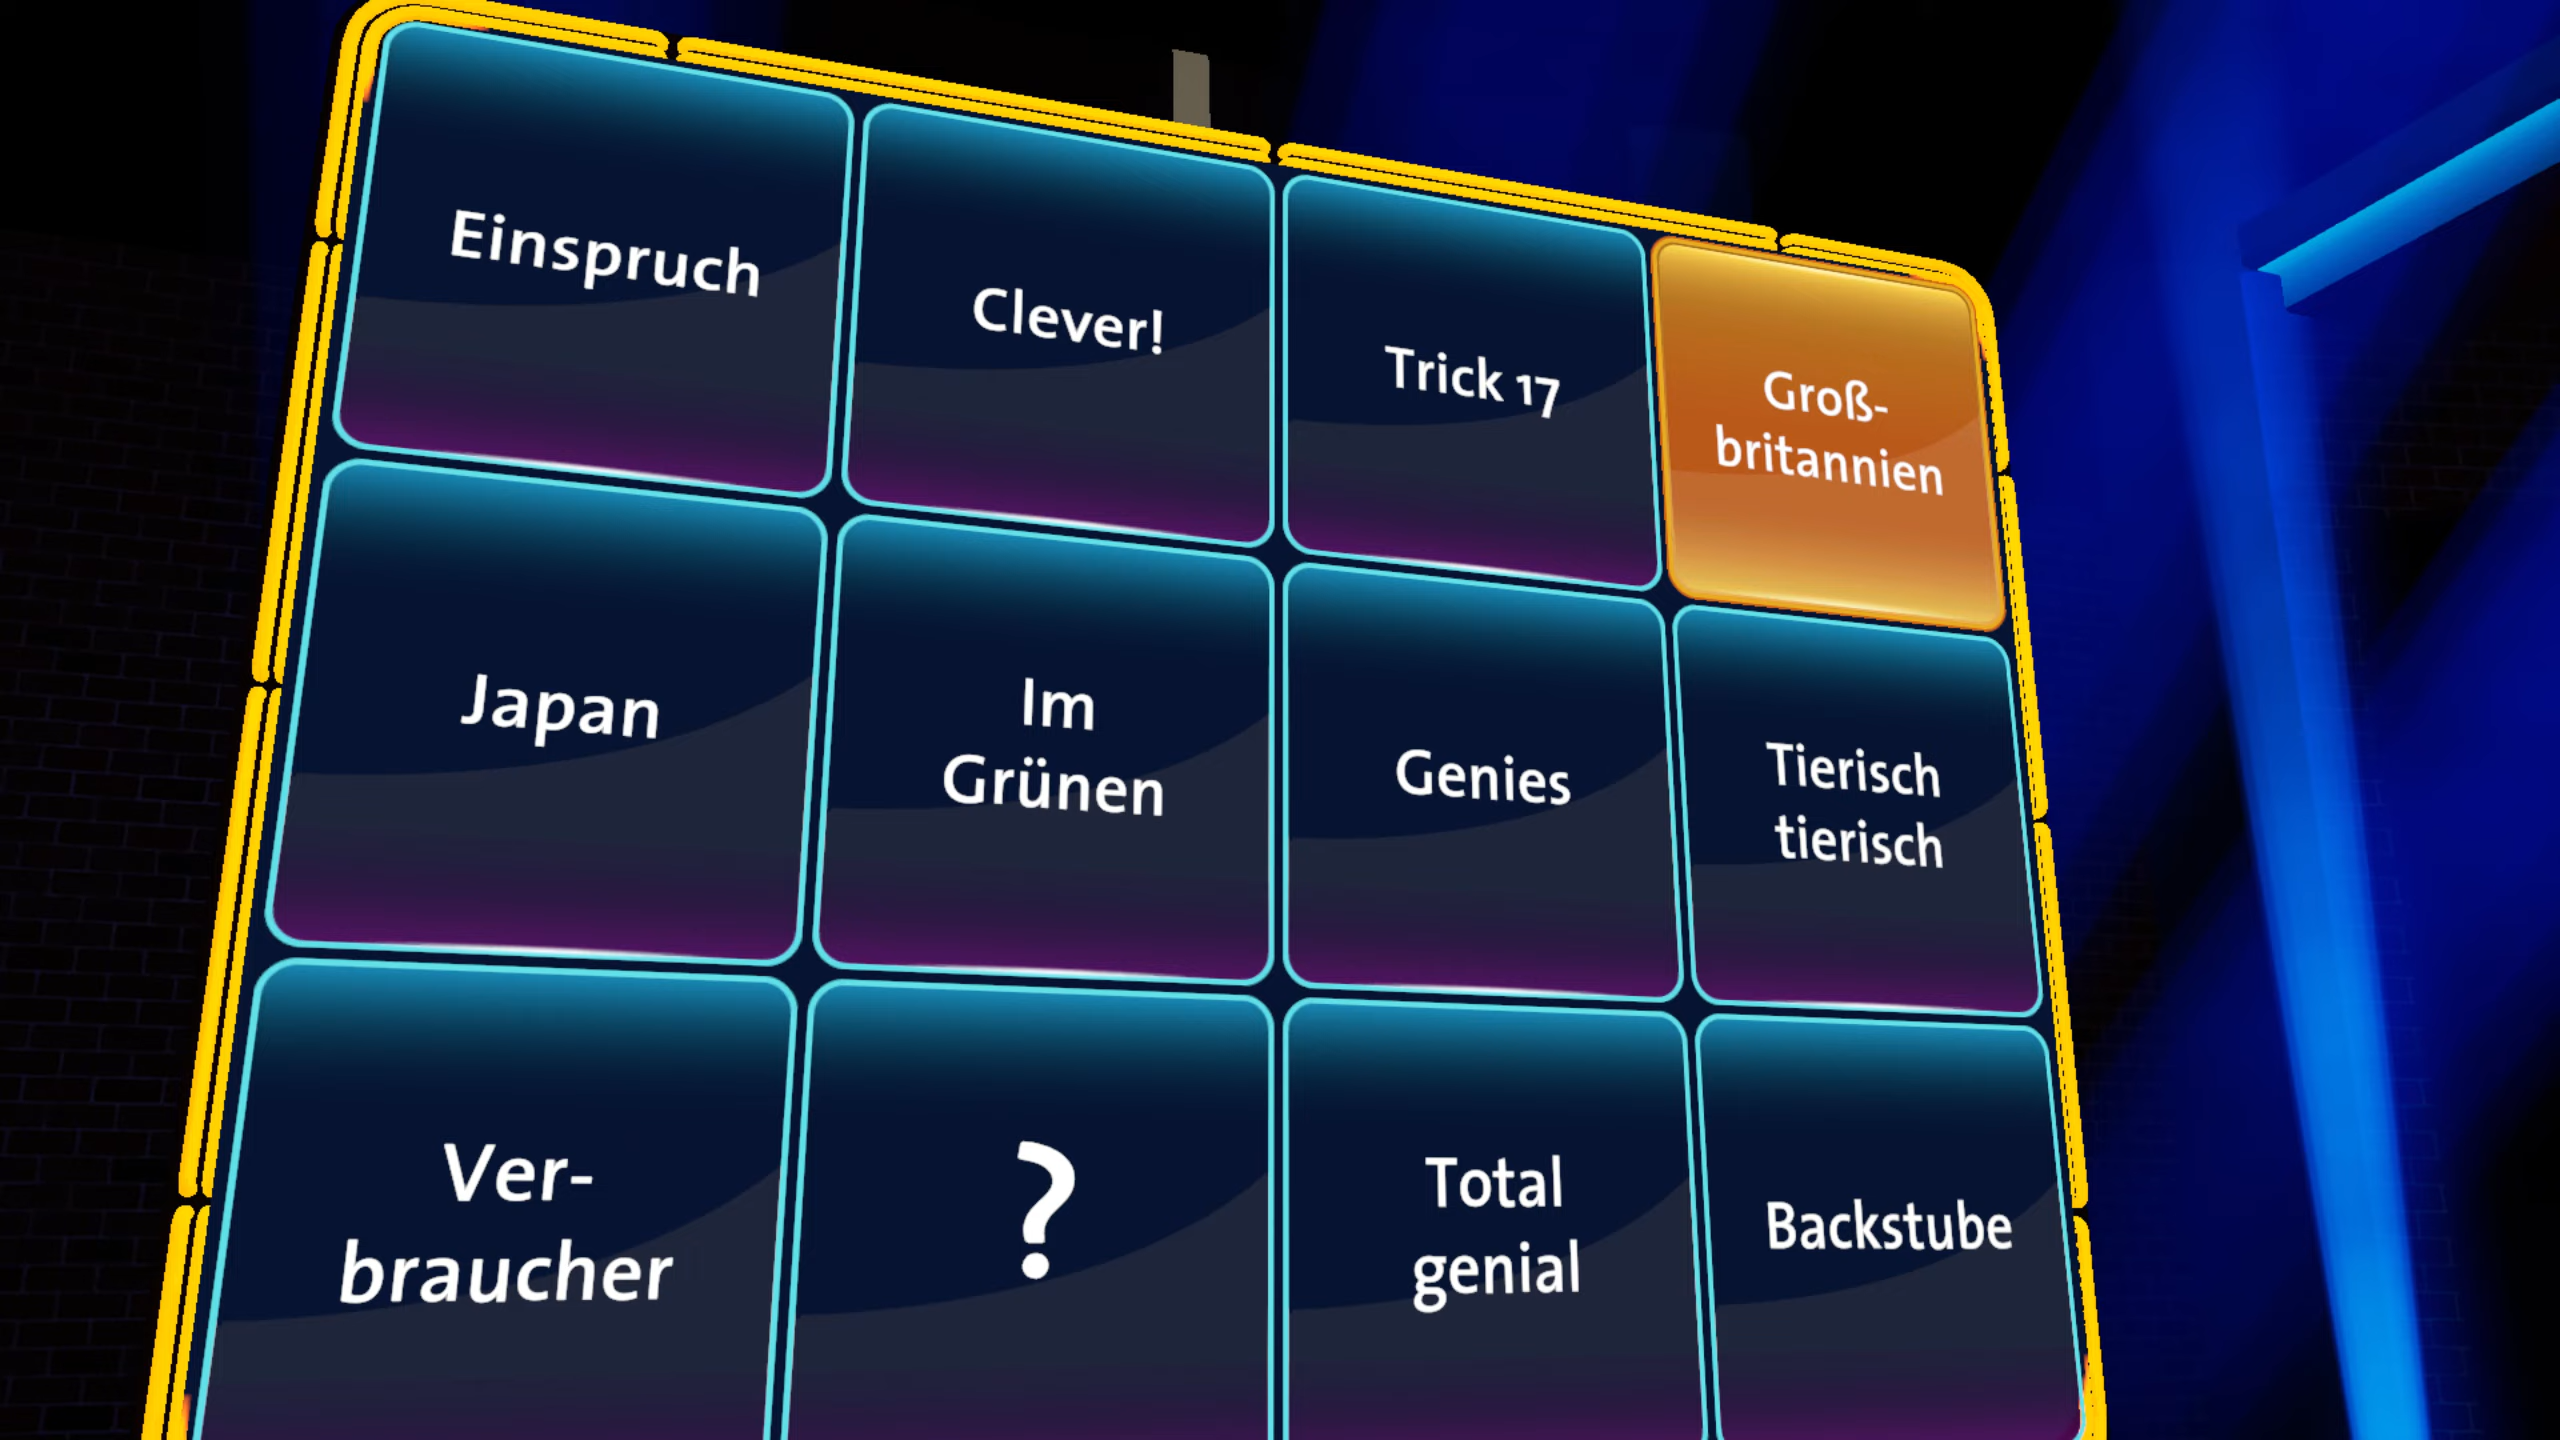 Einspruch
Clever!
Trick 17
Groß-
britannien
Japan
Im
Grünen
Genies
Tierisch
tierisch
Ver-
braucher
?
Total
genial
Backstube